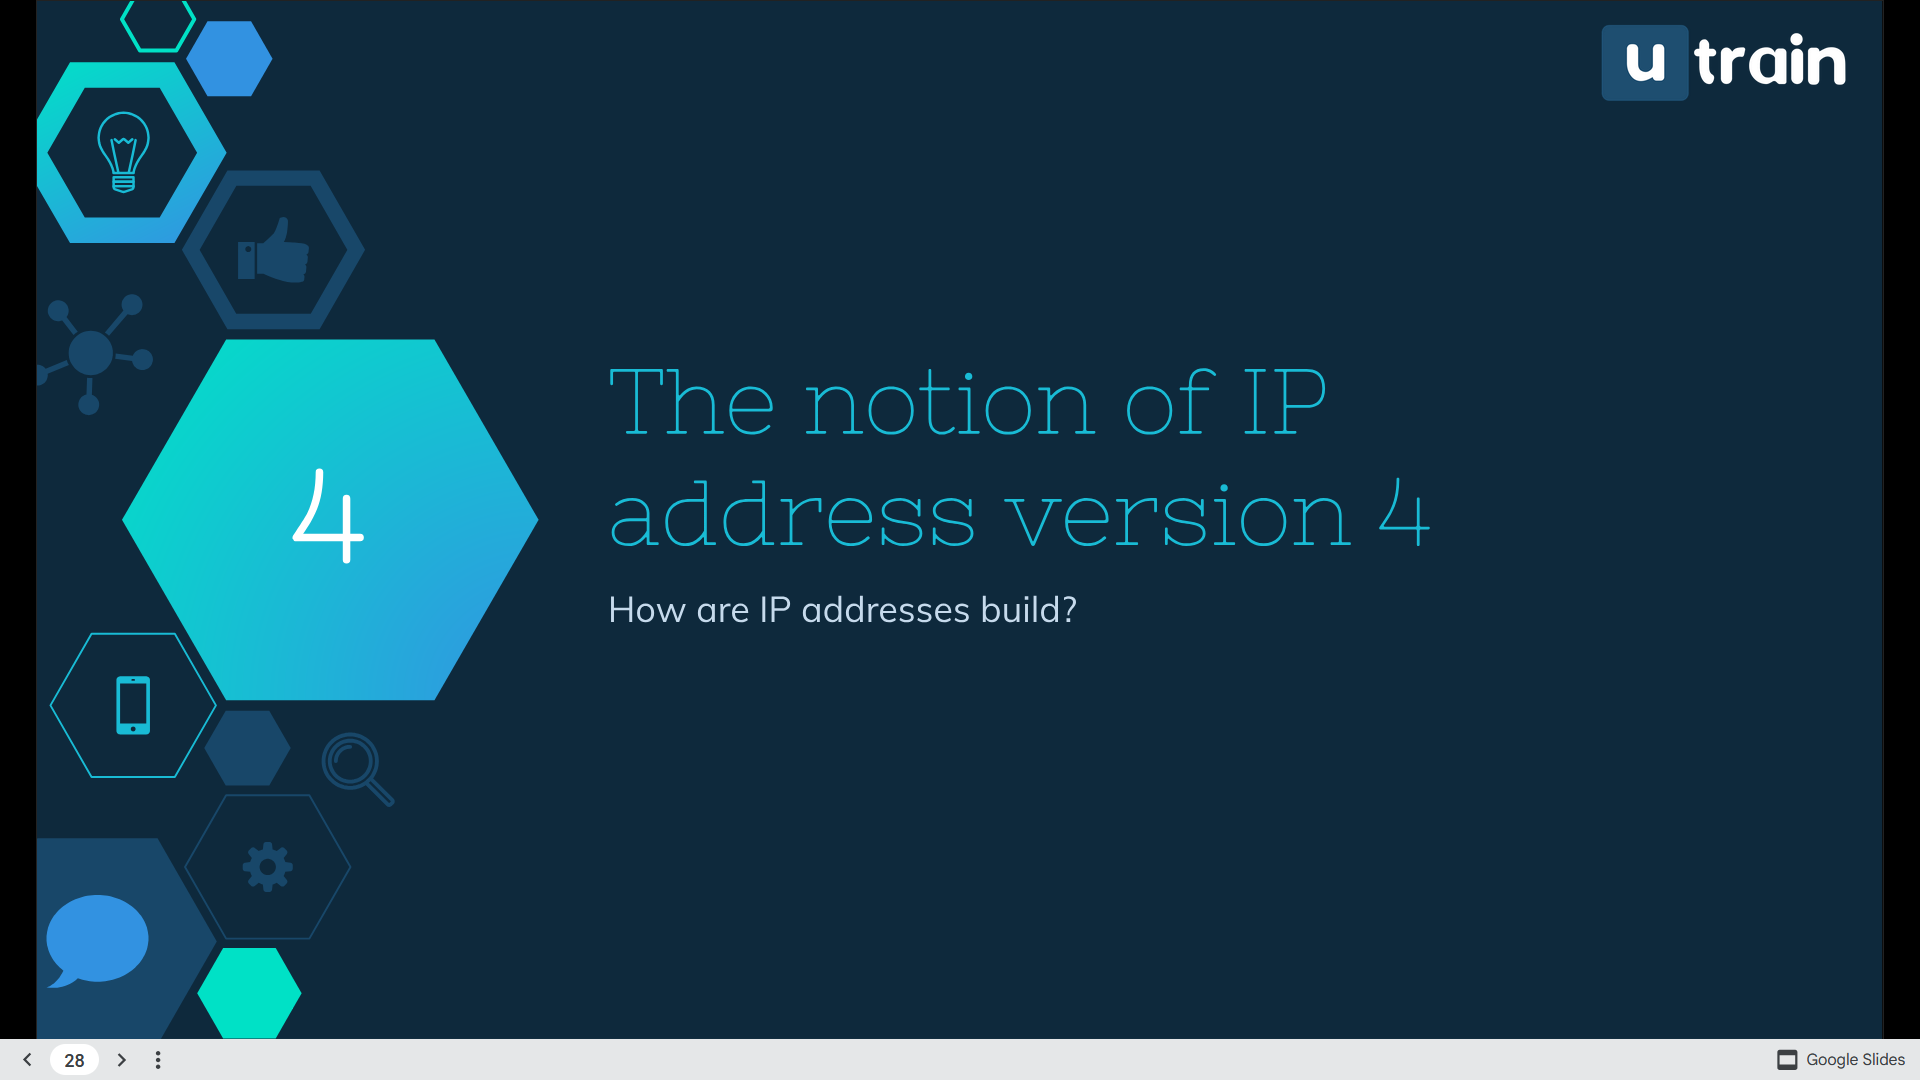 u train
4
The notion of IP
address version 4
How are IP addresses build?
28
Google Slides